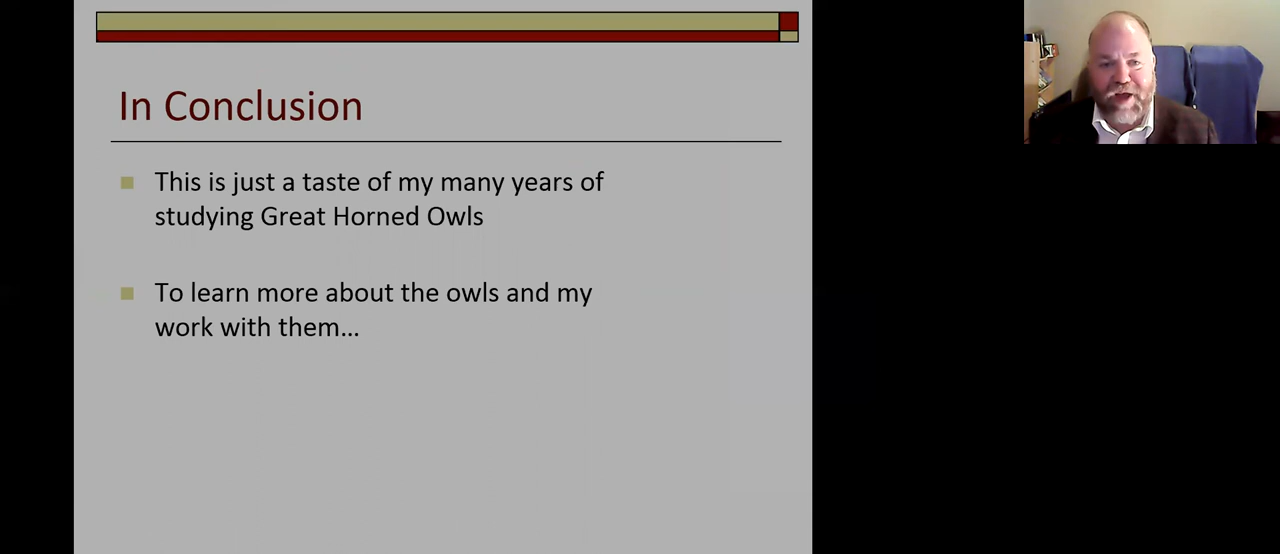 In Conclusion
This is just a taste of my many years of
studying Great Horned Owls
To learn more about the owls and my
work with them…